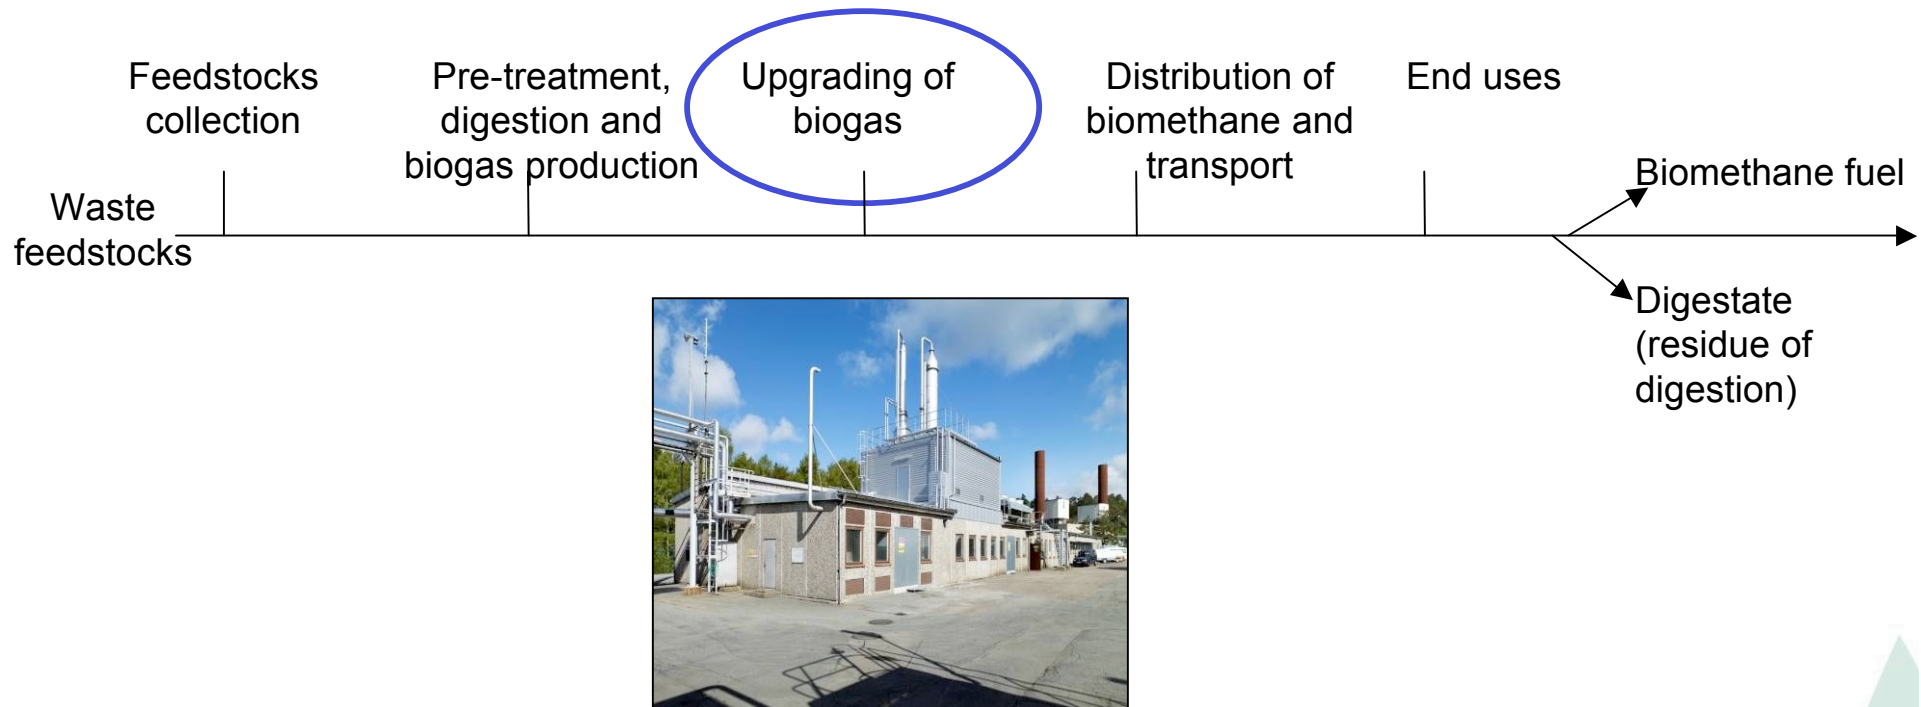 Waste
feedstocks
Feedstocks
collection
Pre-treatment,
digestion and
biogas production
Upgrading of
biogas
Distribution of
biomethane and
transport
End uses
Biomethane fuel
Digestate
(residue of
digestion)